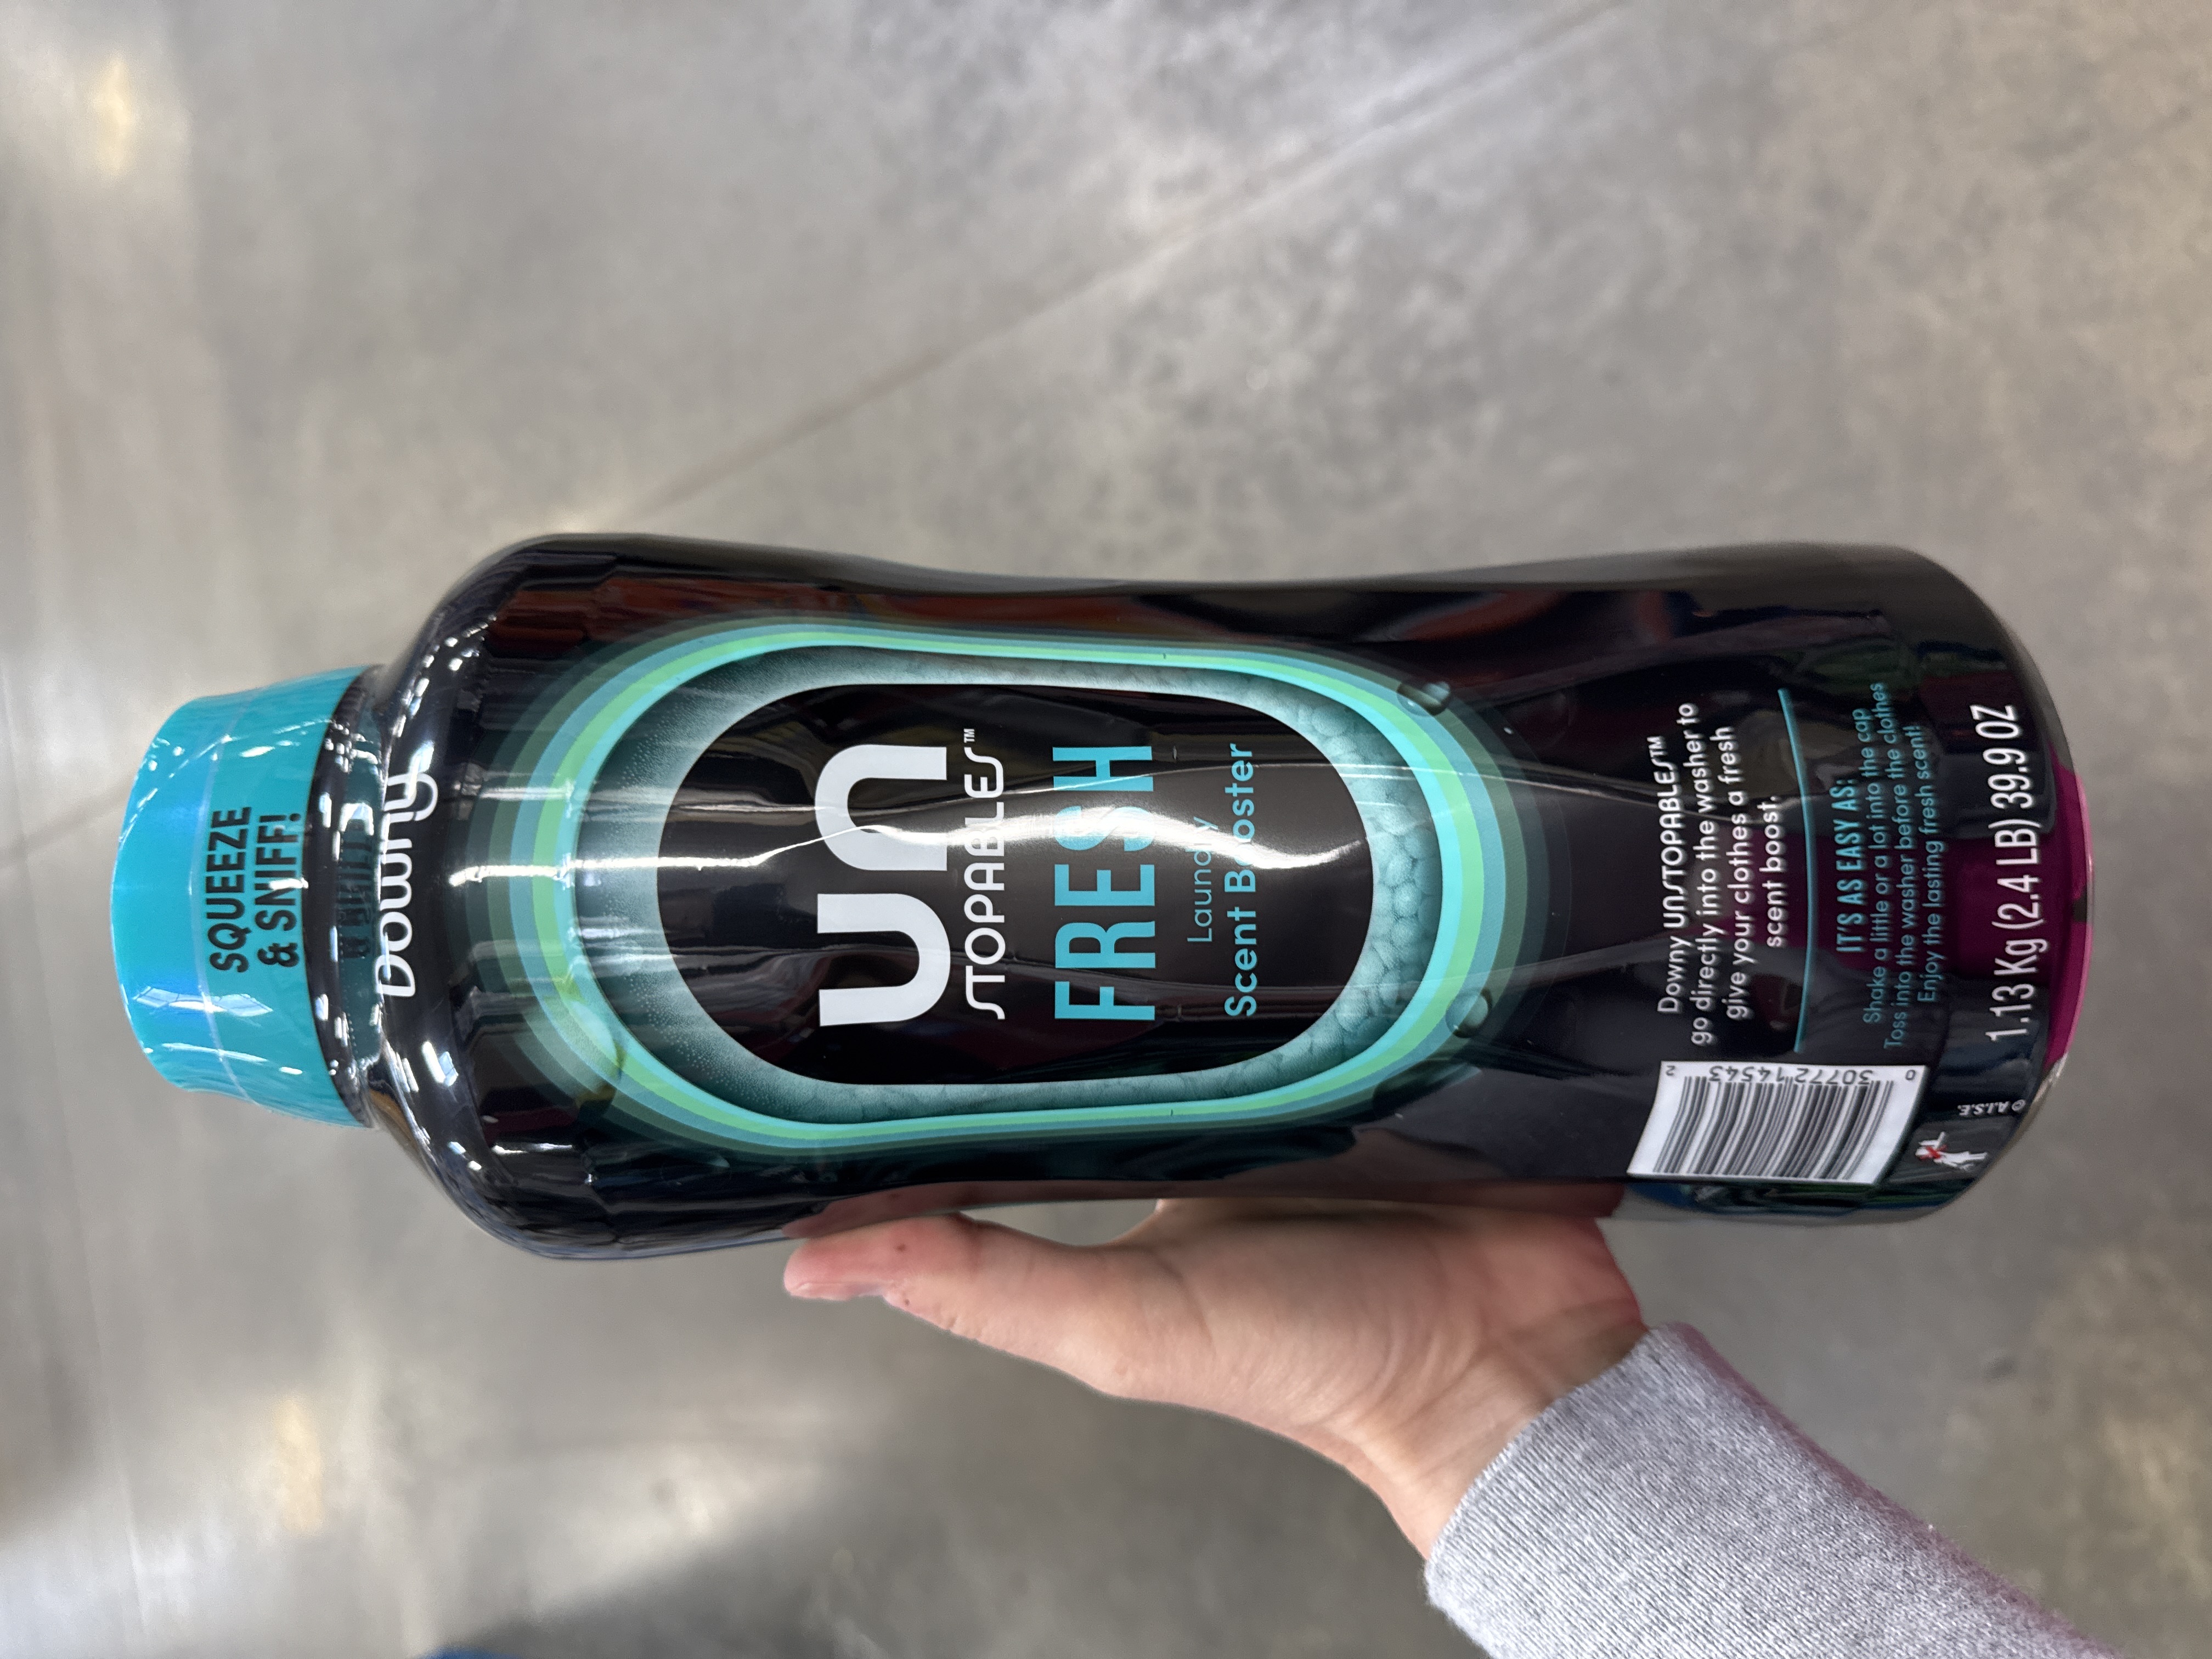 SQUEEZE
& SNIFF!
Downy
un
STOPABLES™
FRESH
Laundry
Scent Booster
Downy UNSTOPABLES™
go directly into the washer to
give your clothes a fresh
scent boost.
IT'S AS EASY AS:
Shake a little or a lot into the cap
Toss into the washer before the clothes
Enjoy the lasting fresh scent!
1.13 Kg (2.4 LB) 39.9 OZ
0 30772 14543 2
© A.I.S.E.